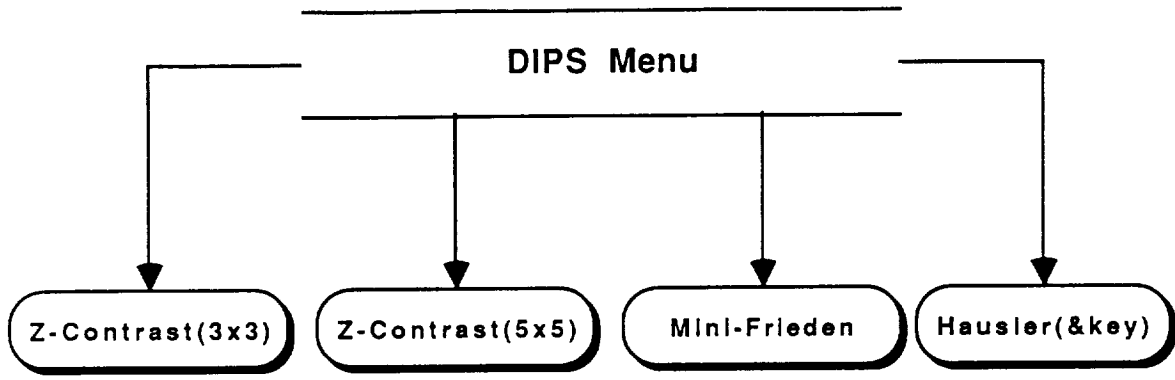 DIPS Menu
Z-Contrast(3x3)
Z-Contrast(5x5)
Mini-Frieden
Hausler(&key)